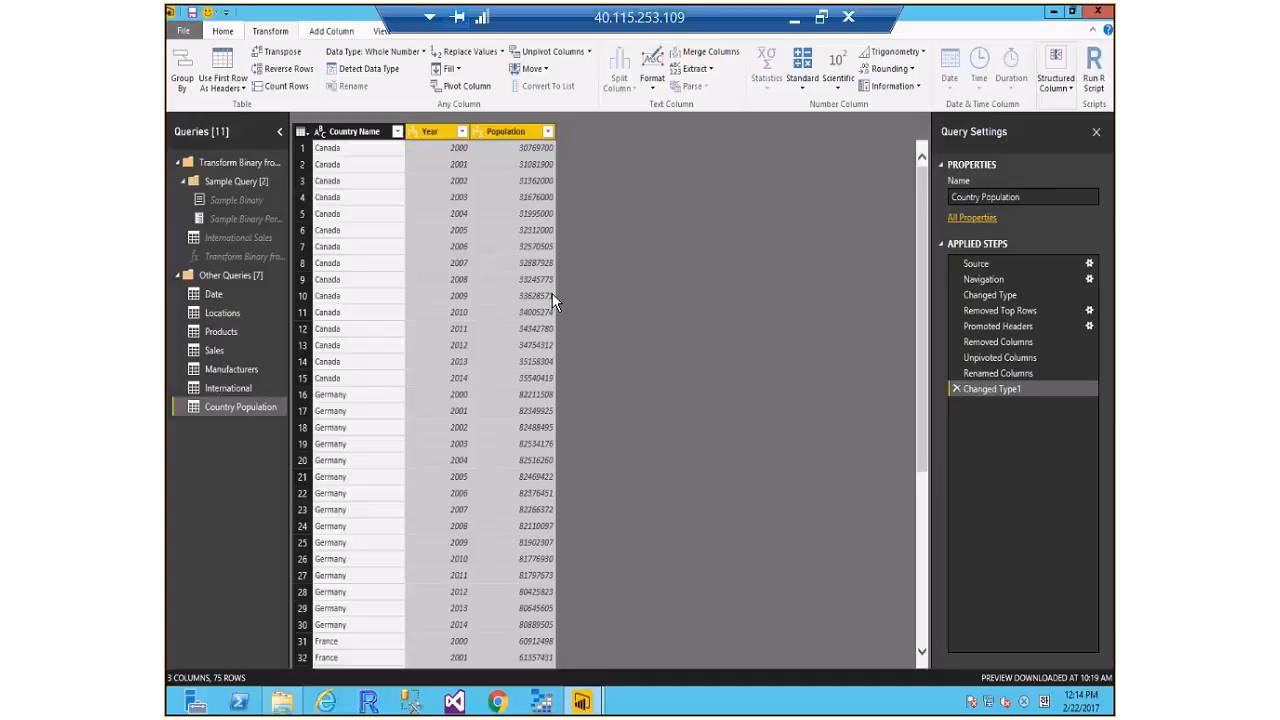 40.115.253.109
File Home Transform Add Column Vie
Group By
Use First Row As Headers
Transpose
Reverse Rows
Count Rows
Table
Data Type: Whole Number
Detect Data Type
Rename
Replace Values
Fill
Pivot Column
Unpivot Columns
Move
Convert To List
Any Column
Split Column
Format
Merge Columns
Extract
Parse
Text Column
Statistics
Standard
Scientific
Trigonometry
Rounding
Information
Number Column
Date
Time
Duration
Date & Time Column
Structured Column
Run R Script
Scripts
Queries [11]
Transform Binary fro...
Sample Query [2]
Sample Binary
Sample Binary Par...
International Sales
Transform Binary fro...
Other Queries [7]
Date
Locations
Products
Sales
Manufacturers
International
Country Population
Country Name Year Population
1 Canada 2000 30769700
2 Canada 2001 31081900
3 Canada 2002 31362000
4 Canada 2003 31676000
5 Canada 2004 31995000
6 Canada 2005 32312000
7 Canada 2006 32570505
8 Canada 2007 32887928
9 Canada 2008 33245773
10 Canada 2009 33628571
11 Canada 2010 34005274
12 Canada 2011 34342780
13 Canada 2012 34754312
14 Canada 2013 35158304
15 Canada 2014 35540419
16 Germany 2000 82211508
17 Germany 2001 82349925
18 Germany 2002 82488495
19 Germany 2003 82534176
20 Germany 2004 82516260
21 Germany 2005 82469422
22 Germany 2006 82376451
23 Germany 2007 82266372
24 Germany 2008 82110097
25 Germany 2009 81902307
26 Germany 2010 81776930
27 Germany 2011 81797673
28 Germany 2012 80425823
29 Germany 2013 80645605
30 Germany 2014 80889505
31 France 2000 60912498
32 France 2001 61357431
Query Settings
PROPERTIES
Name
Country Population
All Properties
APPLIED STEPS
Source
Navigation
Changed Type
Removed Top Rows
Promoted Headers
Removed Columns
Unpivoted Columns
Renamed Columns
Changed Type1
3 COLUMNS, 75 ROWS
PREVIEW DOWNLOADED AT 10:19 AM
12:14 PM
2/22/2017